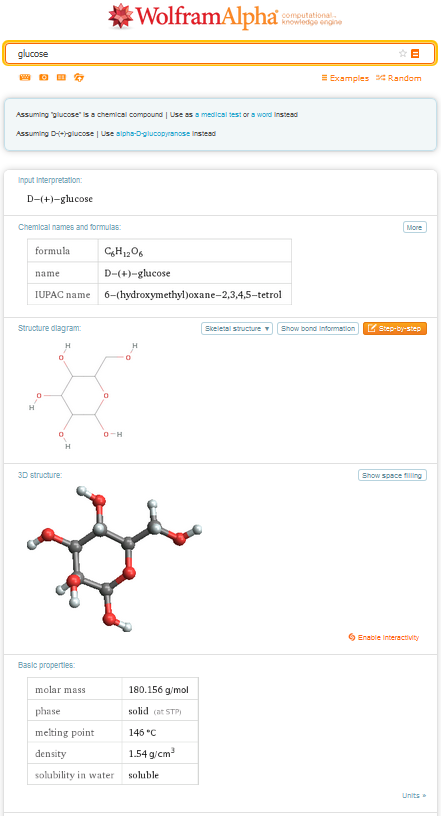 WolframAlpha computational knowledge engine
glucose
Examples Random
Assuming "glucose" is a chemical compound | Use as a medical test or a word instead
Assuming D-(+)-glucose | Use alpha-D-glucopyranose instead
Input interpretation:
D−(+)−glucose
Chemical names and formulas:
More
formula C₆H₁₂O₆
name D−(+)−glucose
IUPAC name 6−(hydroxymethyl)oxane−2,3,4,5−tetrol
Structure diagram:
Skeletal structure ▼ Show bond information Step-by-step
H H
O O
O O
H
O O−H
H
3D structure:
Show space filling
Enable interactivity
Basic properties:
molar mass 180.156 g/mol
phase solid (at STP)
melting point 146 °C
density 1.54 g/cm³
solubility in water soluble
Units »